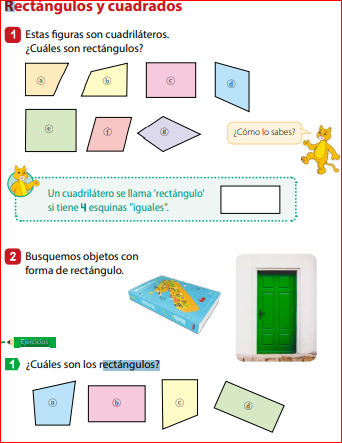 Rectángulos y cuadrados
1 Estas figuras son cuadriláteros.
¿Cuáles son rectángulos?
a b c d
e f g
¿Cómo lo sabes?
Un cuadrilátero se llama 'rectángulo'
si tiene 4 esquinas "iguales".
2 Busquemos objetos con
forma de rectángulo.
Ejercicios
1 ¿Cuáles son los rectángulos?
a b c d